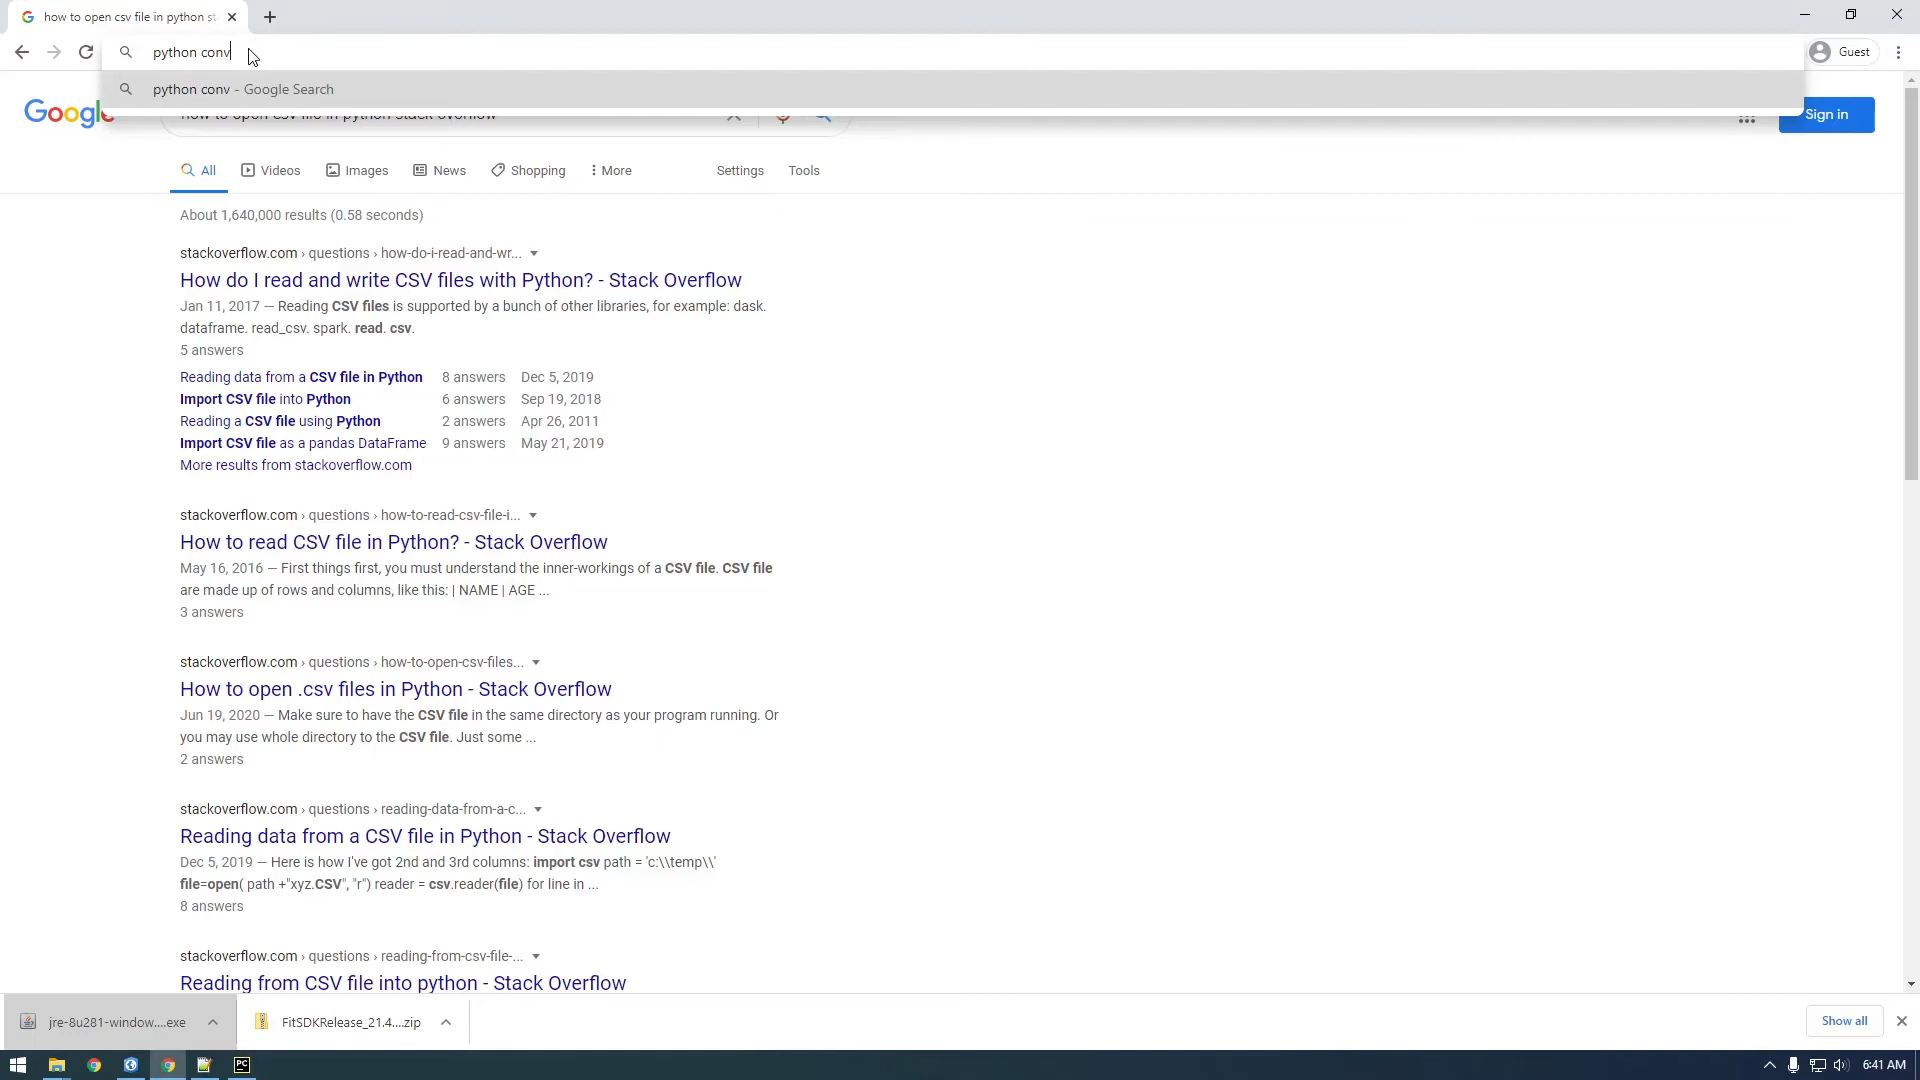 how to open csv file in python st
python conv
Guest
python conv - Google Search
Google
how to open csv file in python stack overflow
Sign in
All
Videos
Images
News
Shopping
More
Settings
Tools
About 1,640,000 results (0.58 seconds)
stackoverflow.com › questions › how-do-i-read-and-wr...
How do I read and write CSV files with Python? - Stack Overflow
Jan 11, 2017 — Reading CSV files is supported by a bunch of other libraries, for example: dask.
dataframe. read_csv. spark. read. csv.
5 answers
Reading data from a CSV file in Python 8 answers Dec 5, 2019
Import CSV file into Python 6 answers Sep 19, 2018
Reading a CSV file using Python 2 answers Apr 26, 2011
Import CSV file as a pandas DataFrame 9 answers May 21, 2019
More results from stackoverflow.com
stackoverflow.com › questions › how-to-read-csv-file-i...
How to read CSV file in Python? - Stack Overflow
May 16, 2016 — First things first, you must understand the inner-workings of a CSV file. CSV file
are made up of rows and columns, like this: | NAME | AGE ...
3 answers
stackoverflow.com › questions › how-to-open-csv-files...
How to open .csv files in Python - Stack Overflow
Jun 19, 2020 — Make sure to have the CSV file in the same directory as your program running. Or
you may use whole directory to the CSV file. Just some ...
2 answers
stackoverflow.com › questions › reading-data-from-a-c...
Reading data from a CSV file in Python - Stack Overflow
Dec 5, 2019 — Here is how I've got 2nd and 3rd columns: import csv path = 'c:\\temp\\'
file=open( path +"xyz.CSV", "r") reader = csv.reader(file) for line in ...
8 answers
stackoverflow.com › questions › reading-from-csv-file-...
Reading from CSV file into python - Stack Overflow
jre-8u281-window....exe
FitSDKRelease_21.4....zip
Show all
PC
6:41 AM